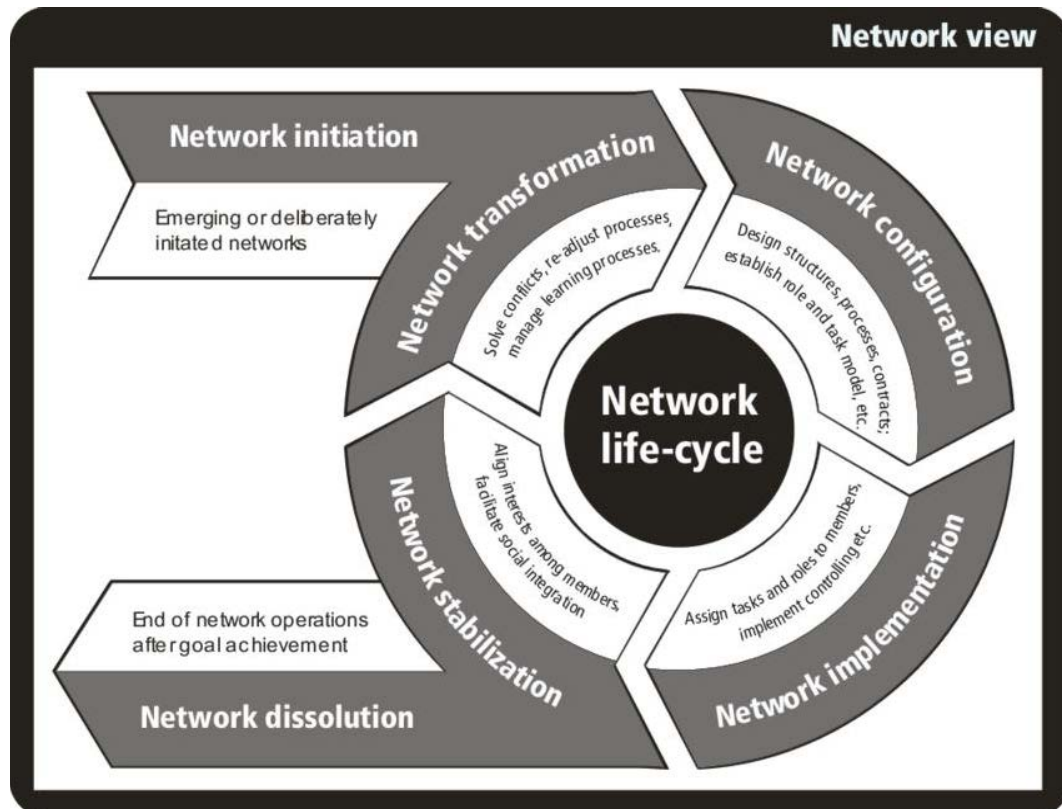 Network view
Network initiation
Emerging or deliberately
initated networks
Network transformation
Solve conflicts, re-adjust processes,
manage learning processes.
Network configuration
Design structures, processes, contracts;
establish role and task model, etc.
Network
life-cycle
Network implementation
Assign tasks and roles to members,
implement controlling etc.
Network stabilization
Align interests among members,
facilitate social integration
End of network operations
after goal achievement
Network dissolution